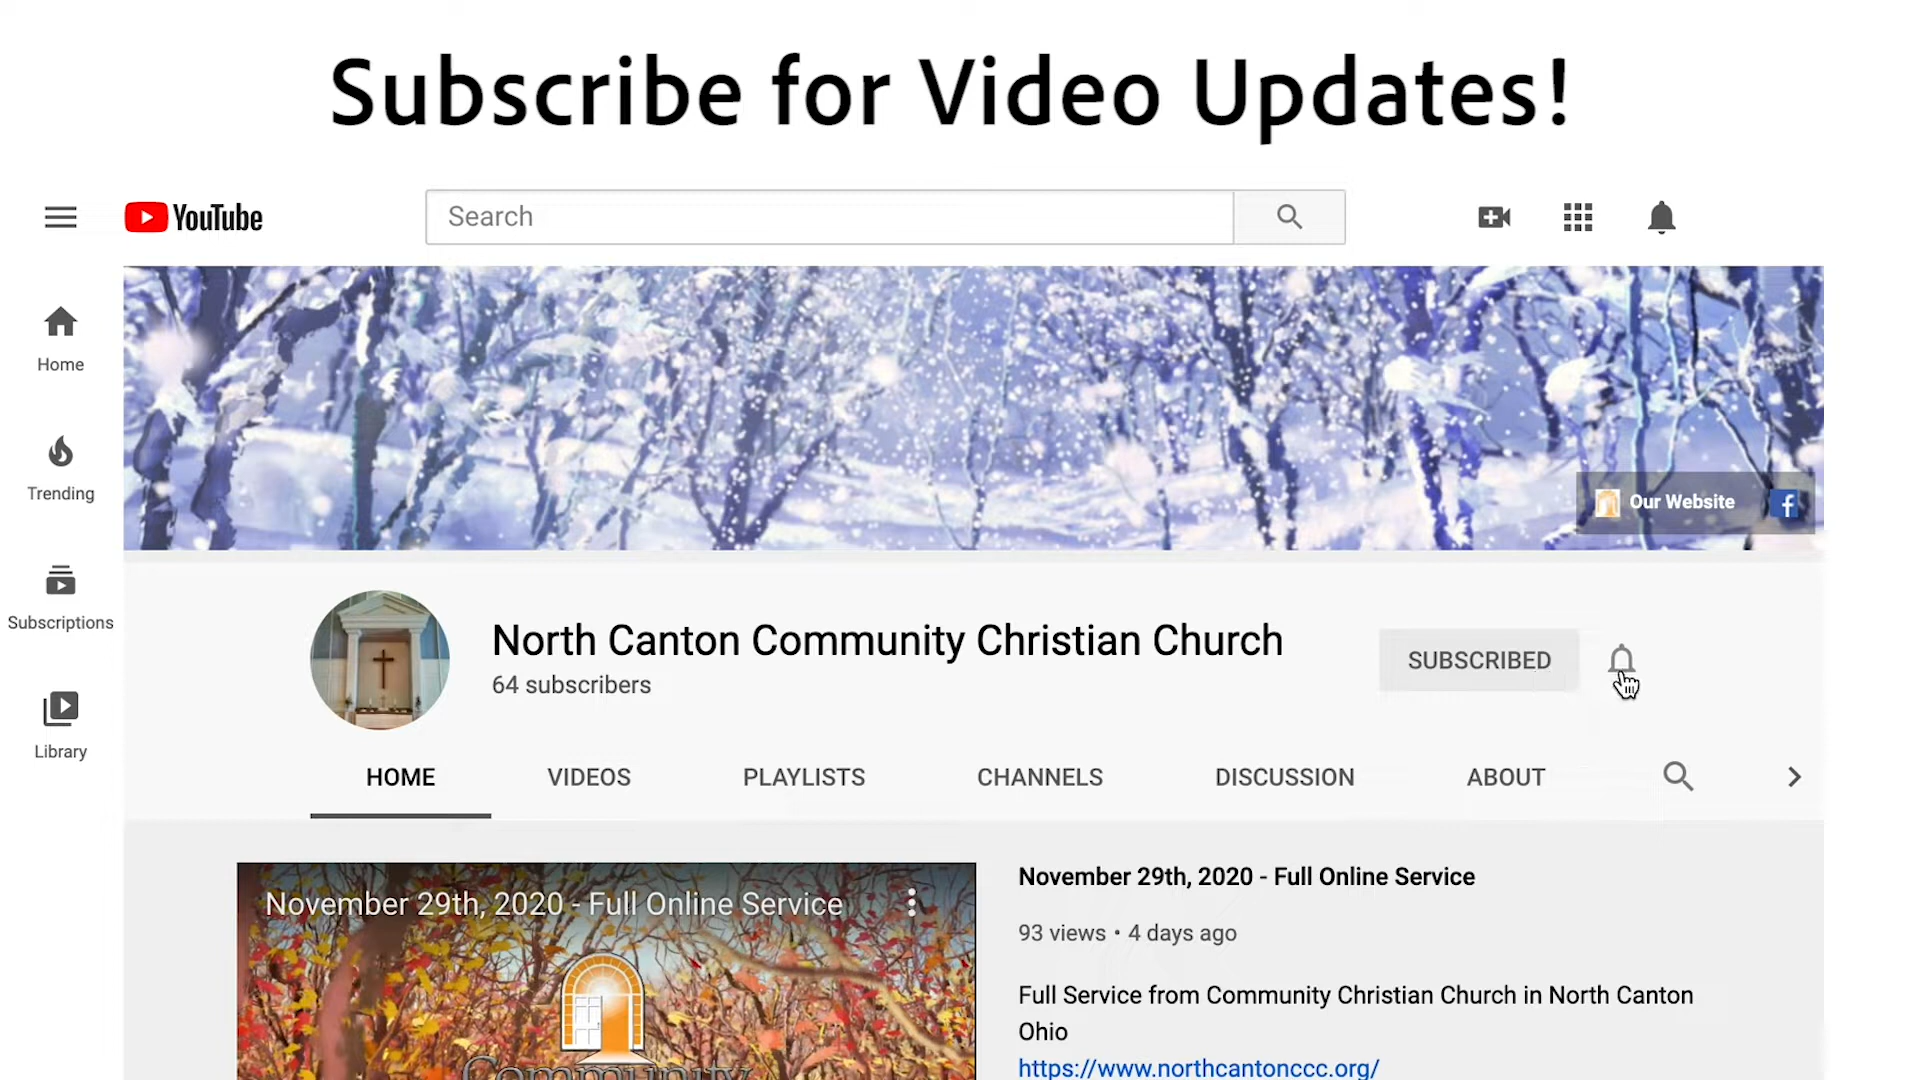 Subscribe for Video Updates!
YouTube
Search
Home
Trending
Subscriptions
Library
Our Website
f
North Canton Community Christian Church
64 subscribers
SUBSCRIBED
HOME VIDEOS PLAYLISTS CHANNELS DISCUSSION ABOUT
November 29th, 2020 - Full Online Service
Community
November 29th, 2020 - Full Online Service
93 views • 4 days ago
Full Service from Community Christian Church in North Canton
Ohio
https://www.northcantonccc.org/